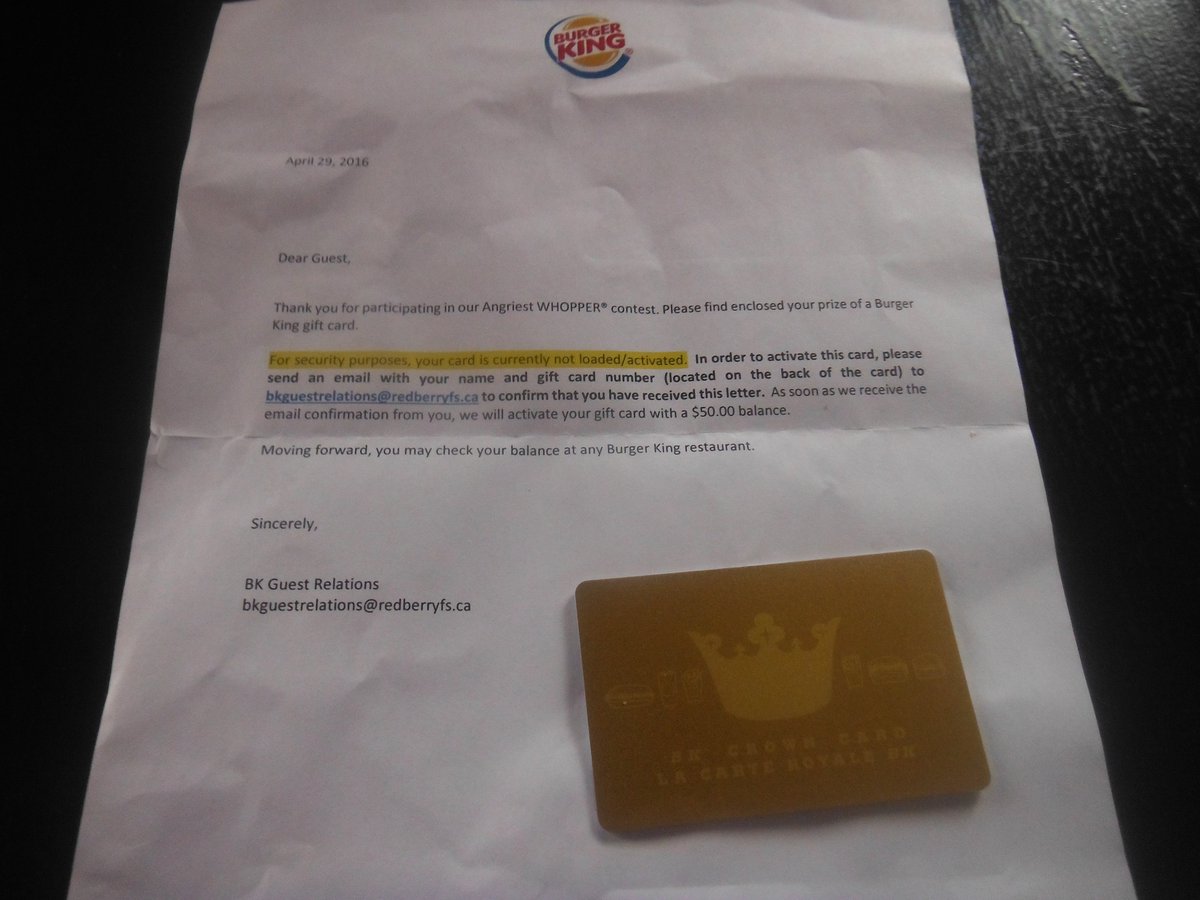 BURGER
KING®
April 29, 2016
Dear Guest,
Thank you for participating in our Angriest WHOPPER® contest. Please find enclosed your prize of a Burger
King gift card.
For security purposes, your card is currently not loaded/activated. In order to activate this card, please
send an email with your name and gift card number (located on the back of the card) to
bkguestrelations@redberryfs.ca to confirm that you have received this letter. As soon as we receive the
email confirmation from you, we will activate your gift card with a $50.00 balance.
Moving forward, you may check your balance at any Burger King restaurant.
Sincerely,
BK Guest Relations
bkguestrelations@redberryfs.ca
BK CROWN CARD
LA CARTE ROYALE BK